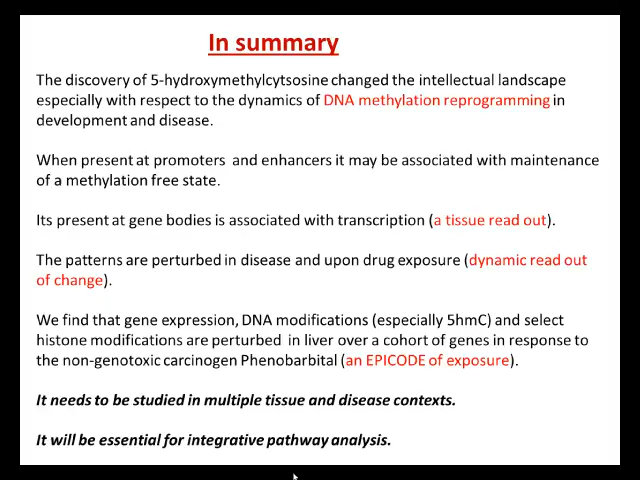 In summary
The discovery of 5-hydroxymethylcytsosine changed the intellectual landscape
especially with respect to the dynamics of DNA methylation reprogramming in
development and disease.
When present at promoters and enhancers it may be associated with maintenance
of a methylation free state.
Its present at gene bodies is associated with transcription (a tissue read out).
The patterns are perturbed in disease and upon drug exposure (dynamic read out
of change).
We find that gene expression, DNA modifications (especially 5hmC) and select
histone modifications are perturbed in liver over a cohort of genes in response to
the non-genotoxic carcinogen Phenobarbital (an EPICODE of exposure).
It needs to be studied in multiple tissue and disease contexts.
It will be essential for integrative pathway analysis.